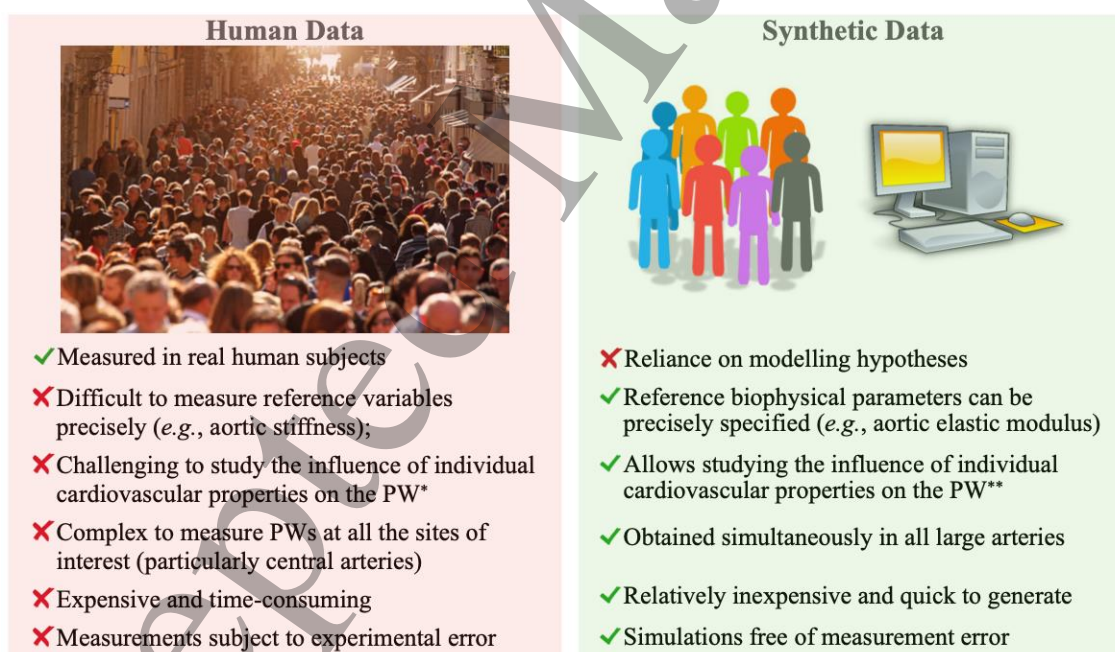 Human Data
✓ Measured in real human subjects
✗ Difficult to measure reference variables
precisely (e.g., aortic stiffness);
✗ Challenging to study the influence of individual
cardiovascular properties on the PW*
✗ Complex to measure PWs at all the sites of
interest (particularly central arteries)
✗ Expensive and time-consuming
✗ Measurements subject to experimental error
Synthetic Data
✗ Reliance on modelling hypotheses
✓ Reference biophysical parameters can be
precisely specified (e.g., aortic elastic modulus)
✓ Allows studying the influence of individual
cardiovascular properties on the PW**
✓ Obtained simultaneously in all large arteries
✓ Relatively inexpensive and quick to generate
✓ Simulations free of measurement error